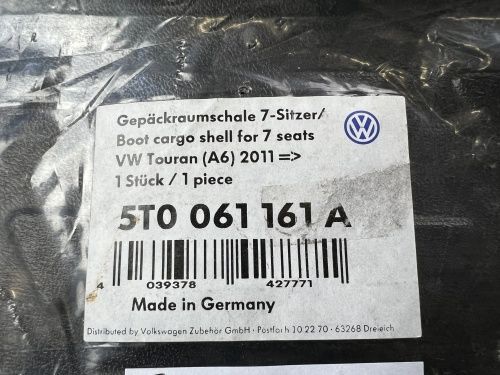 Gepäckraumschale 7-Sitzer/
Boot cargo shell for 7 seats
VW Touran (A6) 2011 =>
1 Stück / 1 piece
5T0 061 161 A
4 039378 427771
Made in Germany
Distributed by Volkswagen Zubehör GmbH · Postfach 10 22 70 · 63268 Dreieich